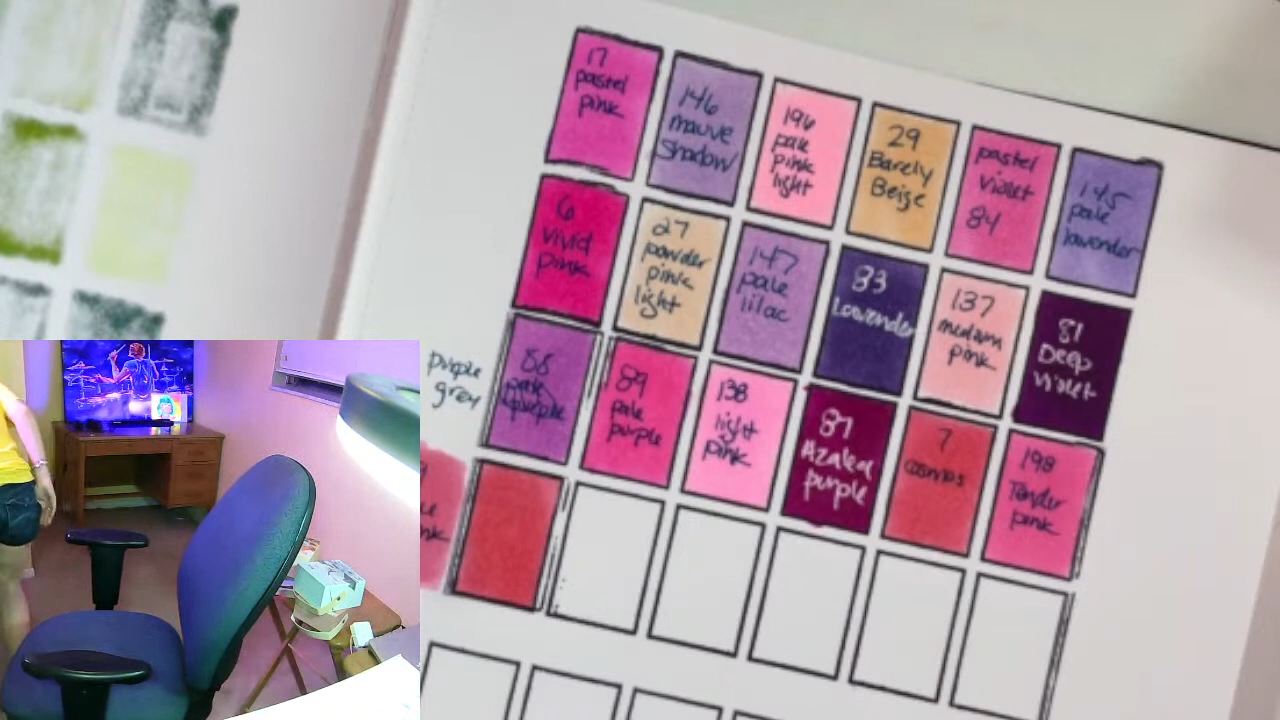 17
pastel
pink
146
mauve
Shadow
196
pale
pink
light
29
Barely
Beige
pastel
violet
84
145
pale
lavender
6
vivid
pink
27
powder
pink
light
147
pale
lilac
83
Lavender
137
medium
pink
81
Deep
violet
purple
grey
88
pale
purple
89
pale
purple
138
light
pink
87
Azalea
purple
7
cosmos
198
Tender
pink